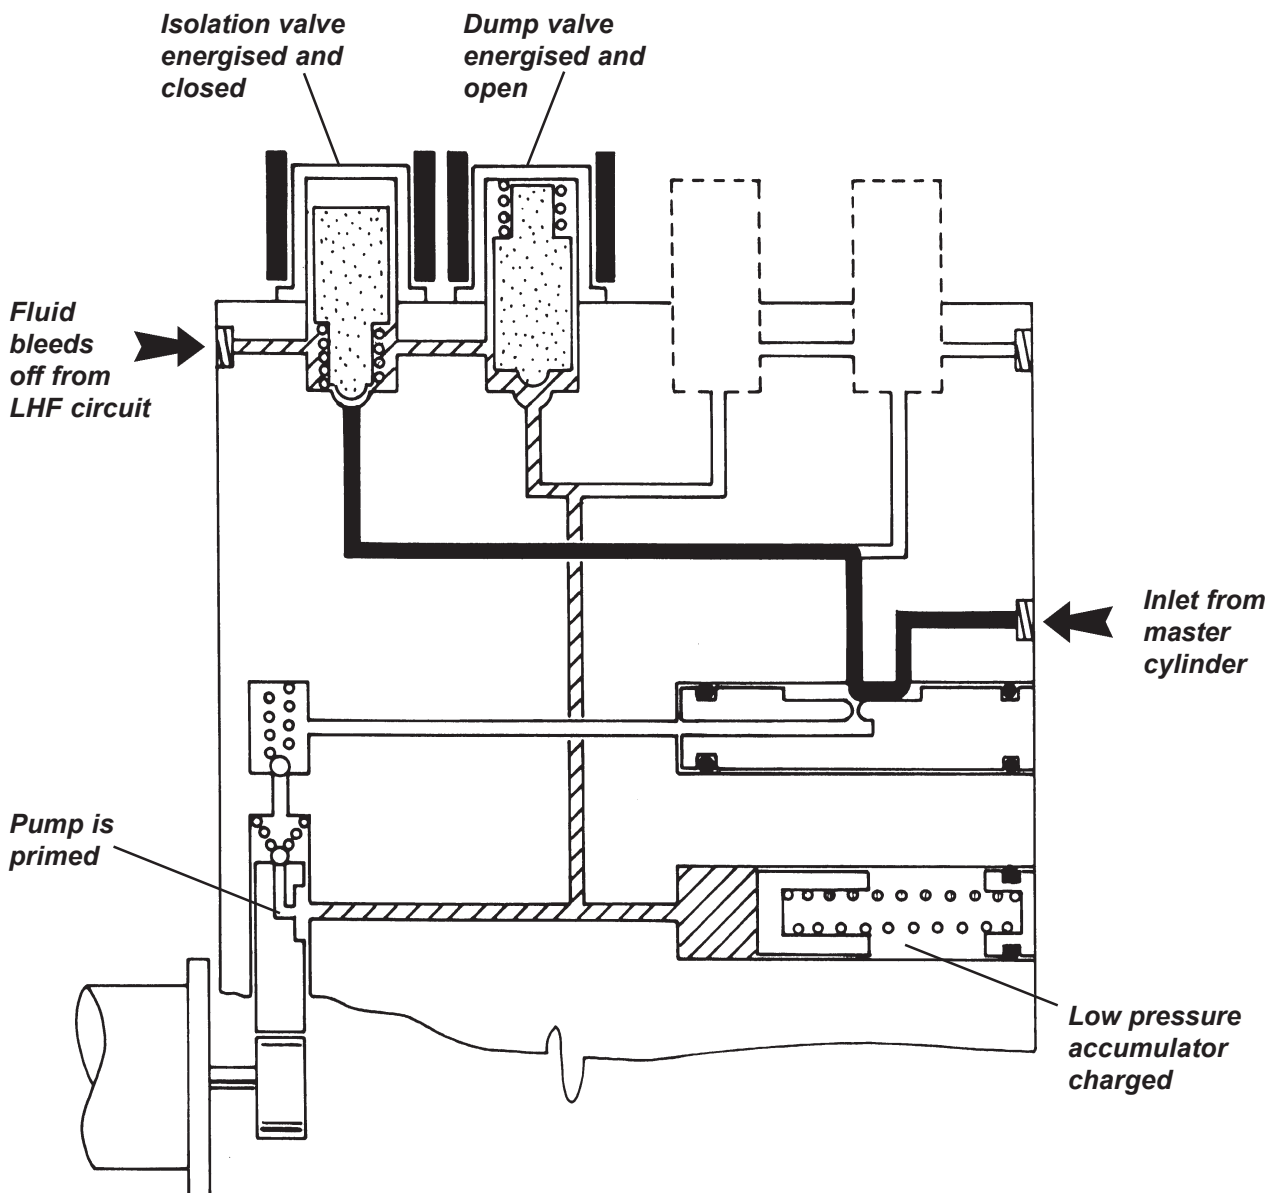 Isolation valve
energised and
closed
Dump valve
energised and
open
Fluid
bleeds
off from
LHF circuit
Inlet from
master
cylinder
Pump is
primed
Low pressure
accumulator
charged